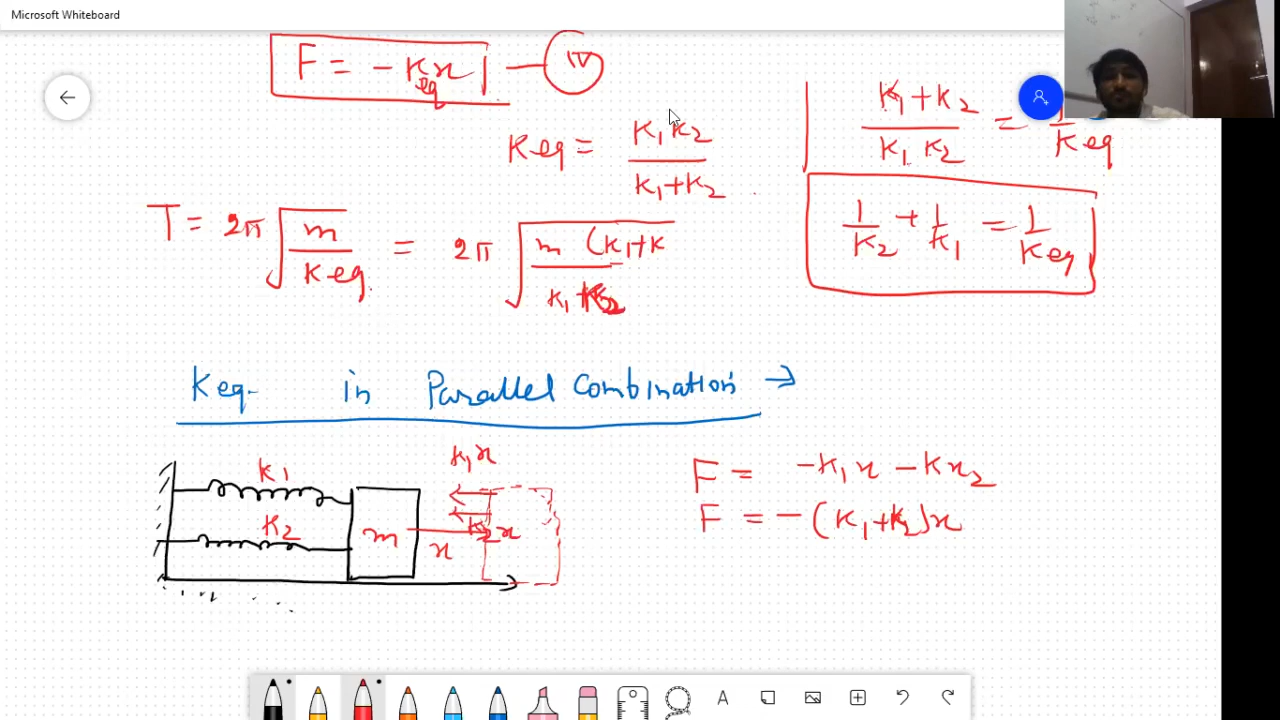 Microsoft Whiteboard
F = -Keq x — IV
Keq = K1K2 / K1+K2
K1+K2 / K1 K2 = 1 / Keq
1/K2 + 1/K1 = 1/Keq
T = 2π √(m / Keq) = 2π √(m (K1+K / K1
Keq in Parallel Combination →
K1
K1x
K2
m
K2x
x
F = -K1x -Kx2
F = -(K1+K2)x
A